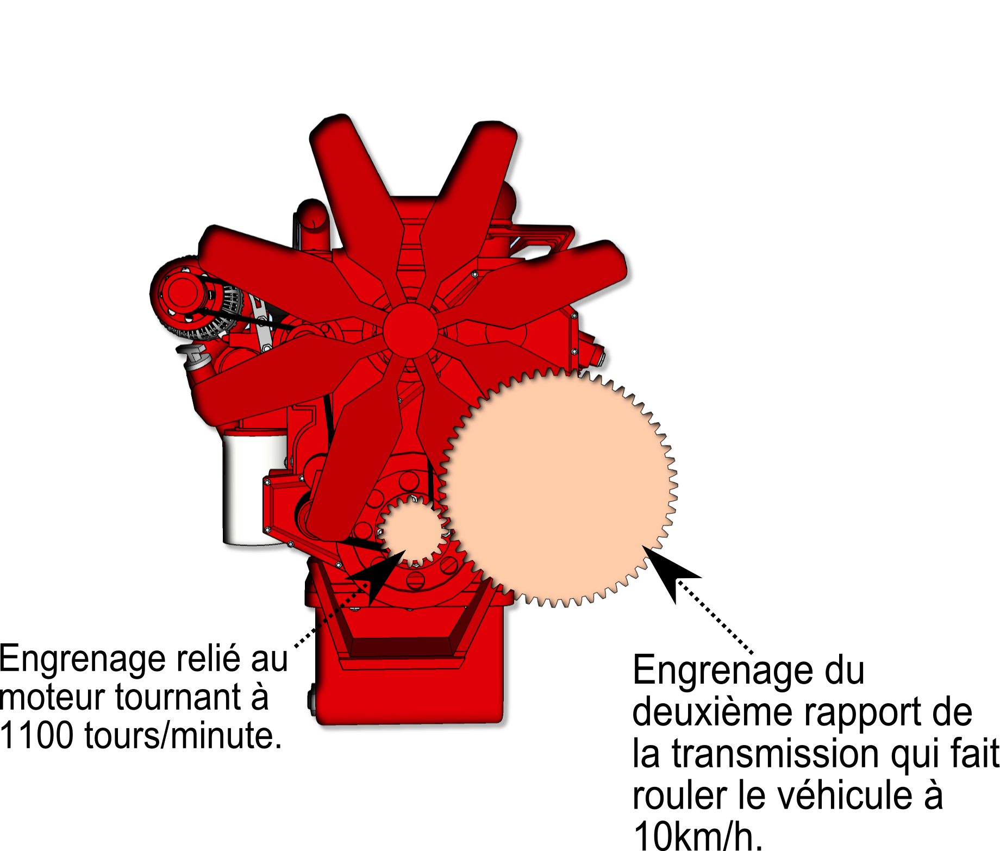 Engrenage relié au
moteur tournant à
1100 tours/minute.
Engrenage du
deuxième rapport de
la transmission qui fait
rouler le véhicule à
10km/h.